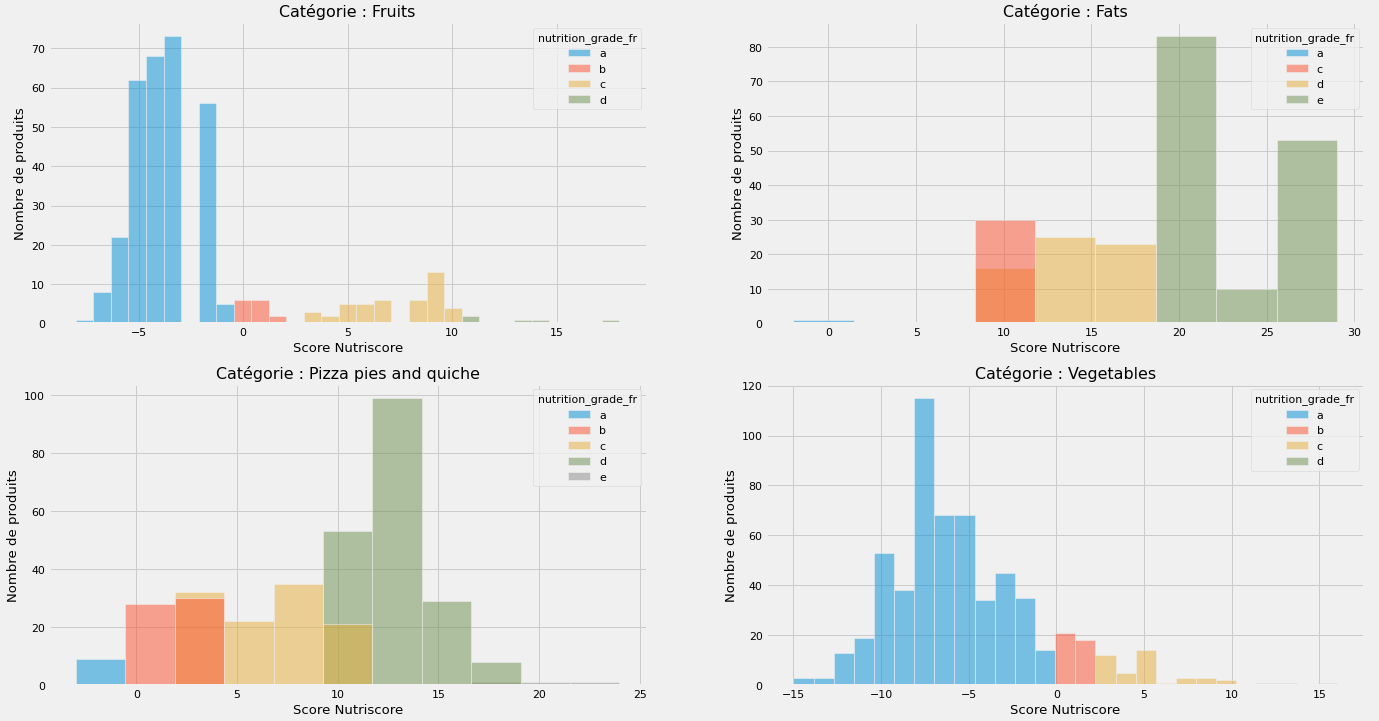 Catégorie : Fruits
Nombre de produits
70
60
50
40
30
20
10
0
−5
0
5
10
15
Score Nutriscore
nutrition_grade_fr
a
b
c
d
Catégorie : Fats
Nombre de produits
80
70
60
50
40
30
20
10
0
0
5
10
15
20
25
30
Score Nutriscore
nutrition_grade_fr
a
c
d
e
Catégorie : Pizza pies and quiche
Nombre de produits
100
80
60
40
20
0
0
5
10
15
20
25
Score Nutriscore
nutrition_grade_fr
a
b
c
d
e
Catégorie : Vegetables
Nombre de produits
120
100
80
60
40
20
0
−15
−10
−5
0
5
10
15
Score Nutriscore
nutrition_grade_fr
a
b
c
d